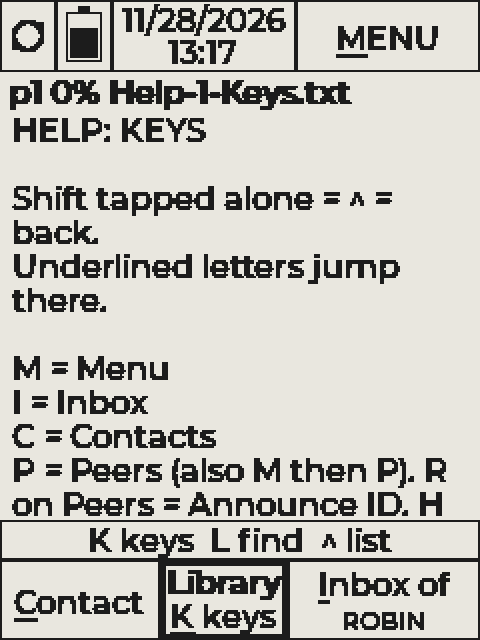 11/28/2026
13:17
MENU
p1 0% Help-1-Keys.txt
HELP: KEYS
Shift tapped alone = ^ =
back.
Underlined letters jump
there.
M = Menu
I = Inbox
C = Contacts
P = Peers (also M then P). R
on Peers = Announce ID. H
K keys L find ^ list
Contact
Library
K keys
Inbox of
ROBIN